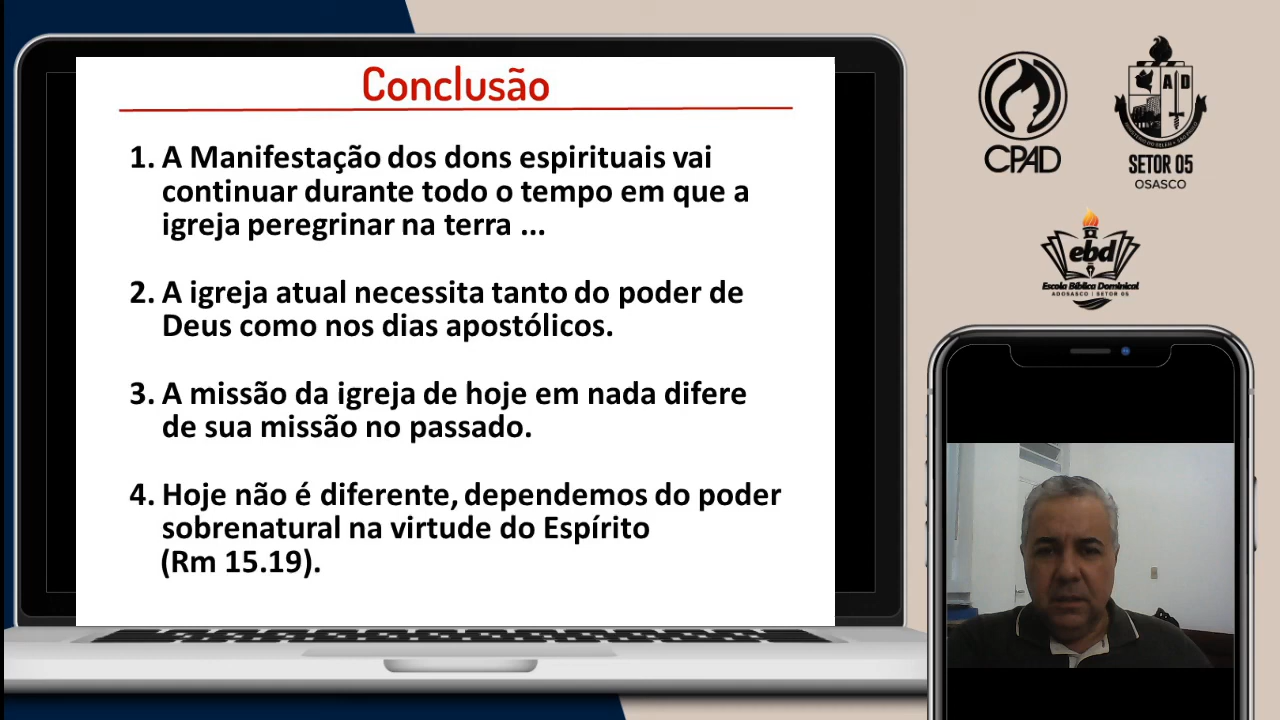 Conclusão
1. A Manifestação dos dons espirituais vai
continuar durante todo o tempo em que a
igreja peregrinar na terra ...
2. A igreja atual necessita tanto do poder de
Deus como nos dias apostólicos.
3. A missão da igreja de hoje em nada difere
de sua missão no passado.
4. Hoje não é diferente, dependemos do poder
sobrenatural na virtude do Espírito
(Rm 15.19).
CPAD
A D
SETOR 05
OSASCO
ebd
Escola Bíblica Dominical
ADOSASCO / SETOR 05